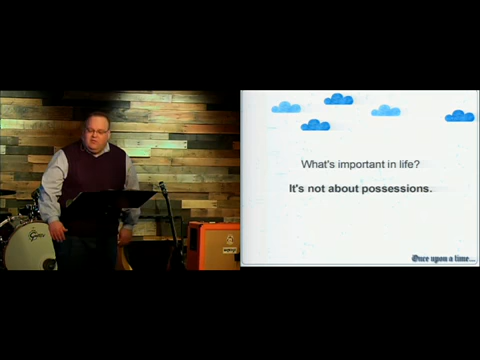 What's important in life?
It's not about possessions.
Once upon a time...